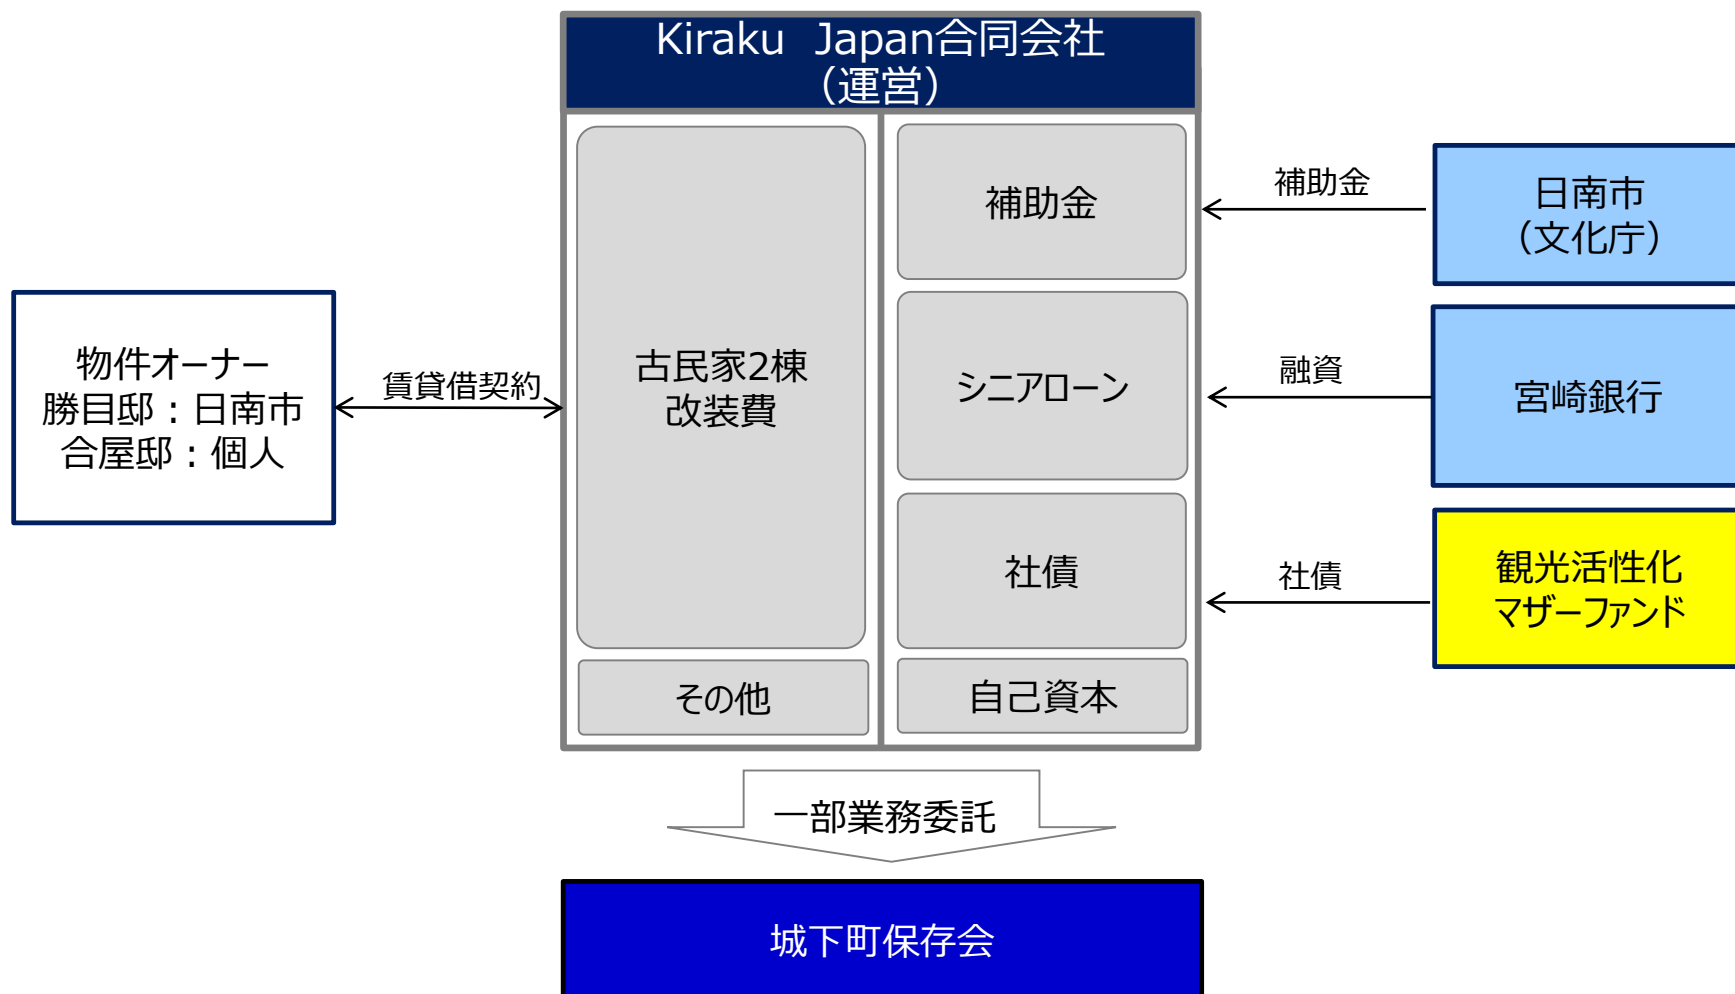 Kiraku Japan合同会社
（運営）
物件オーナー
勝目邸：日南市
合屋邸：個人
賃貸借契約
古民家2棟
改装費
その他
補助金
シニアローン
社債
自己資本
補助金
融資
社債
日南市
（文化庁）
宮崎銀行
観光活性化
マザーファンド
一部業務委託
城下町保存会